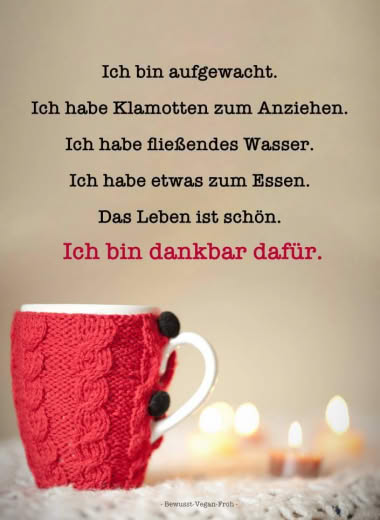 Ich bin aufgewacht.
Ich habe Klamotten zum Anziehen.
Ich habe fließendes Wasser.
Ich habe etwas zum Essen.
Das Leben ist schön.
Ich bin dankbar dafür.
- Bewusst-Vegan-Froh -